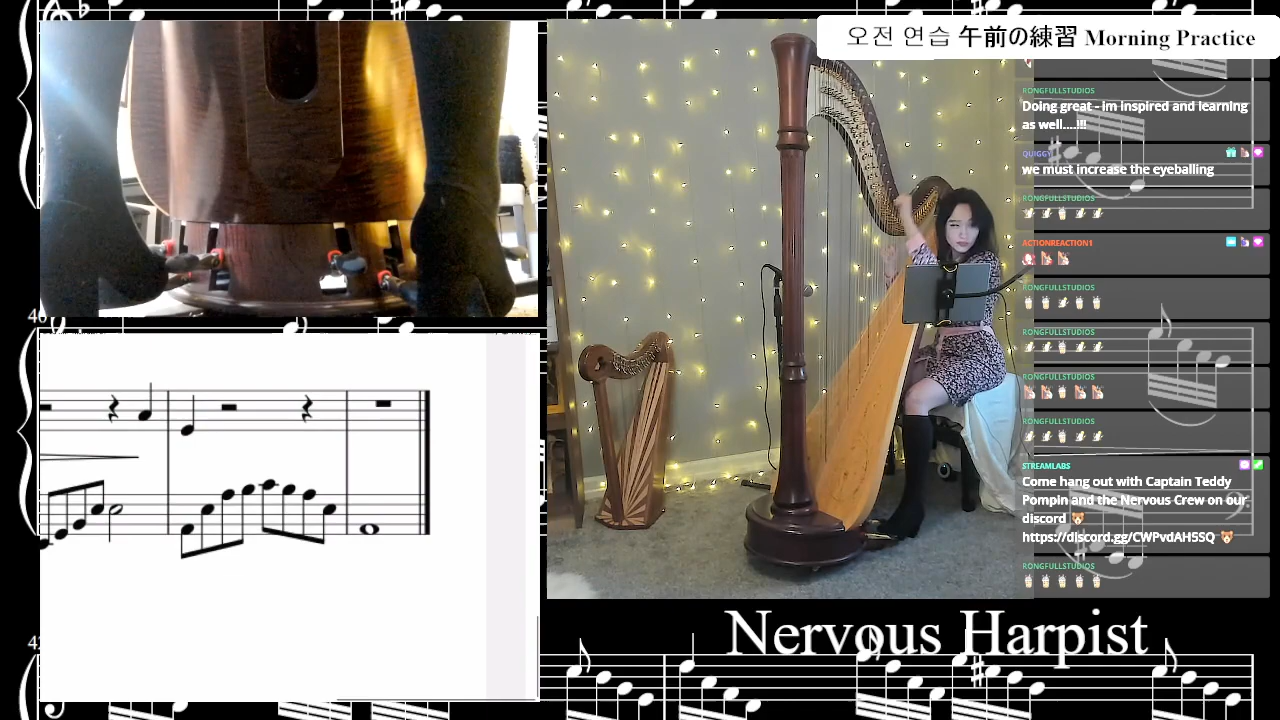 오전 연습 午前の練習 Morning Practice
RONGFULLSTUDIOS
Doing great - im inspired and learning
as well....!!!
QUIGGY
we must increase the eyeballing
RONGFULLSTUDIOS
ACTIONREACTION1
RONGFULLSTUDIOS
RONGFULLSTUDIOS
RONGFULLSTUDIOS
RONGFULLSTUDIOS
STREAMLABS
Come hang out with Captain Teddy
Pompin and the Nervous Crew on our
discord
https://discord.gg/CWPvdAH5SQ
RONGFULLSTUDIOS
Nervous Harpist